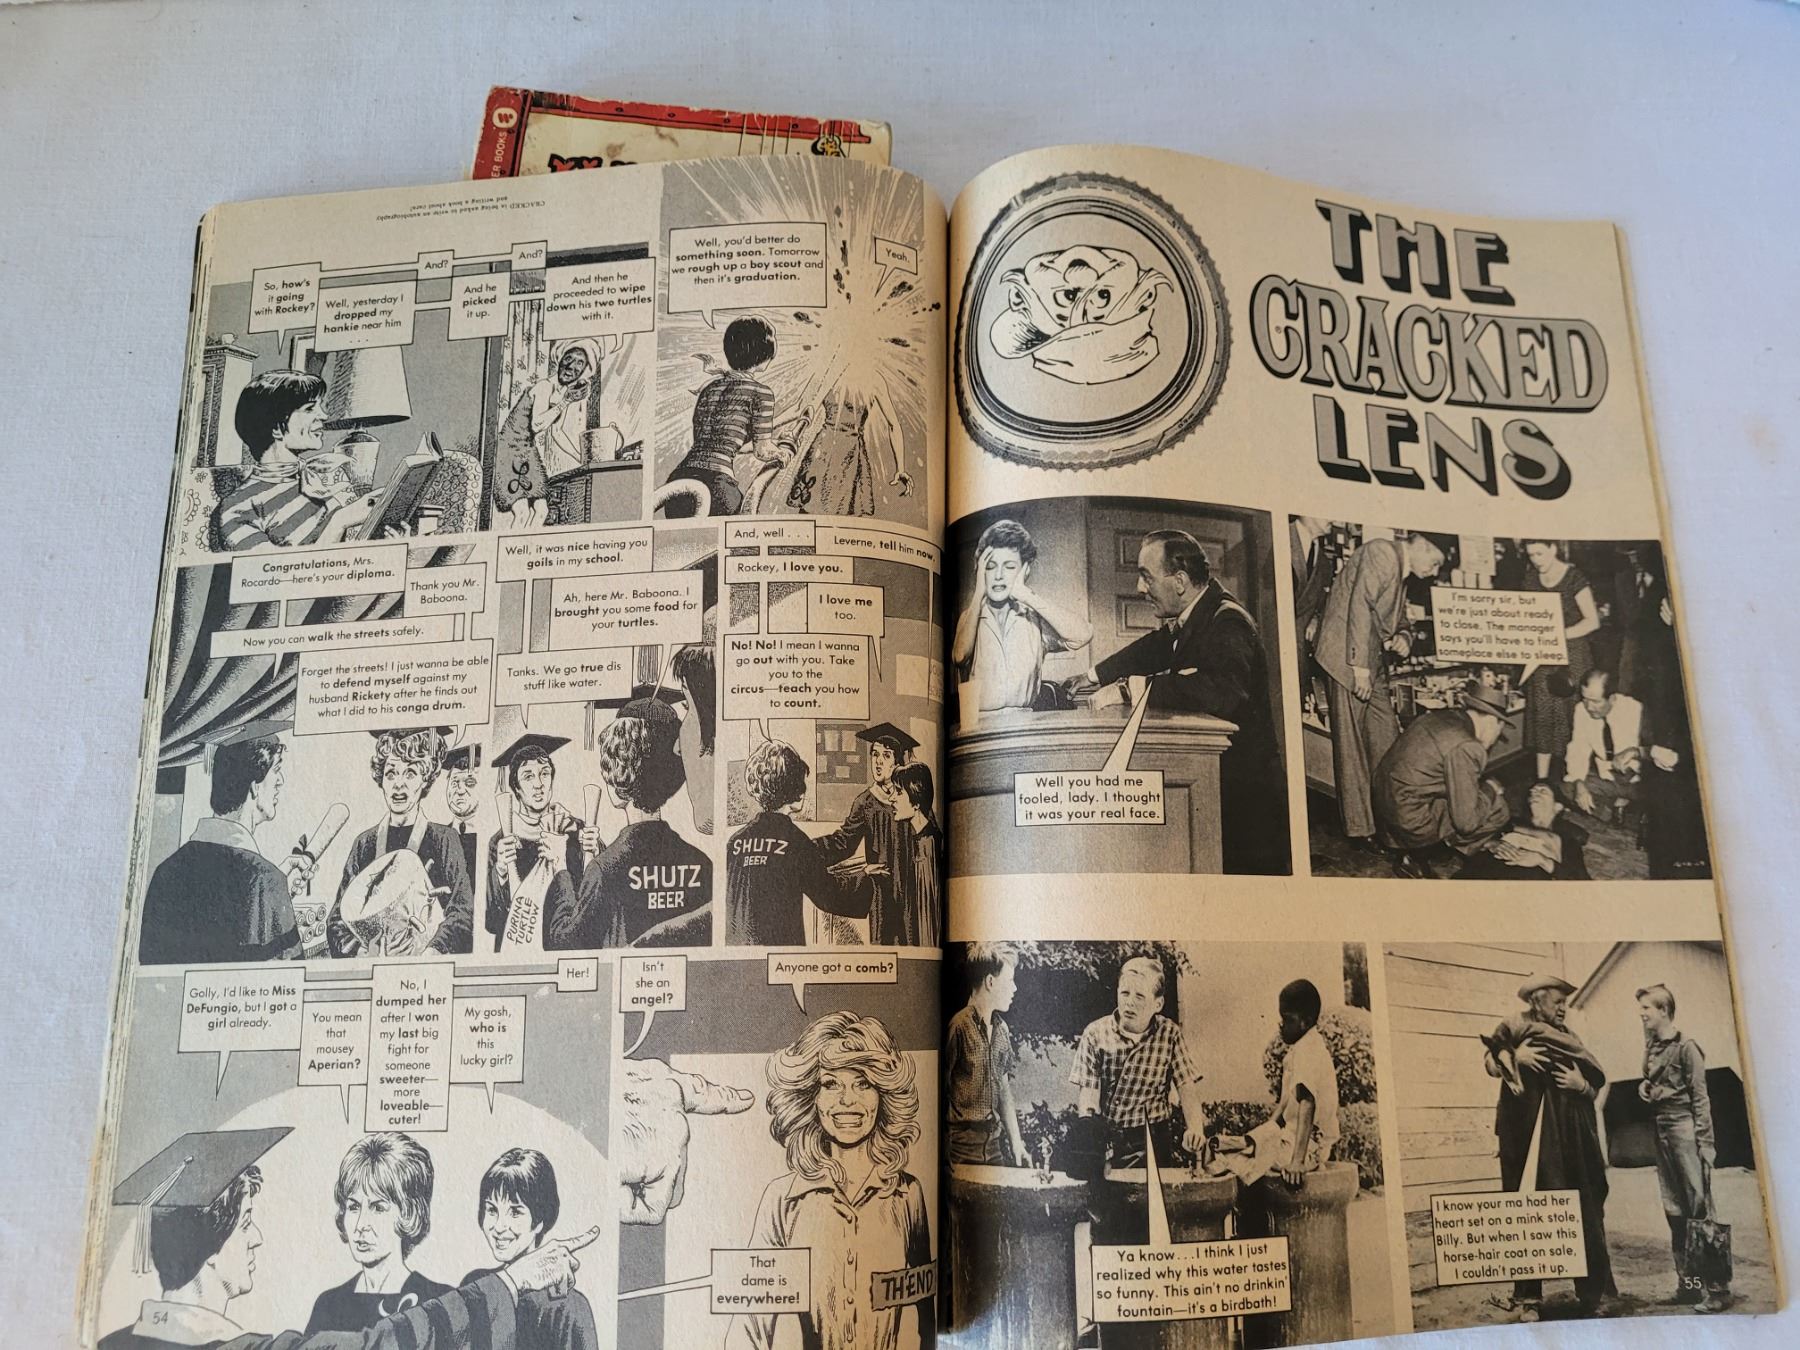 ER BOOKS
CRACKED is being asked to write an autobiography
and writing a book about cars!
So, how's
it going
with Rockey?
Well, yesterday I
dropped my
hankie near him
. . . .
And?
And he
picked
it up.
And?
And then he
proceeded to wipe
down his two turtles
with it.
Well, you'd better do
something soon. Tomorrow
we rough up a boy scout and
then it's graduation.
Yeah.
Congratulations, Mrs.
Rocardo—here's your diploma.
Thank you Mr.
Baboona.
Now you can walk the streets safely.
Forget the streets! I just wanna be able
to defend myself against my
husband Rickety after he finds out
what I did to his conga drum.
Well, it was nice having you
goils in my school.
Ah, here Mr. Baboona. I
brought you some food for
your turtles.
Tanks. We go true dis
stuff like water.
PURINA
TURTLE
CHOW
SHUTZ
BEER
And, well . . .
Leverne, tell him now.
Rockey, I love you.
I love me
too.
No! No! I mean I wanna
go out with you. Take
you to the
circus—teach you how
to count.
SHUTZ
BEER
Golly, I'd like to Miss
DeFungio, but I got a
girl already.
You mean
that
mousey
Aperian?
No, I
dumped her
after I won
my last big
fight for
someone
sweeter—
more
loveable—
cuter!
My gosh,
who is
this
lucky girl?
Her!
Isn't
she an
angel?
Anyone got a comb?
That
dame is
everywhere!
TH'END
54
THE
CRACKED
LENS
Well you had me
fooled, lady. I thought
it was your real face.
I'm sorry sir, but
we're just about ready
to close. The manager
says you'll have to find
someplace else to sleep.
Ya know...I think I just
realized why this water tastes
so funny. This ain't no drinkin'
fountain—it's a birdbath!
I know your ma had her
heart set on a mink stole,
Billy. But when I saw this
horse-hair coat on sale,
I couldn't pass it up.
55